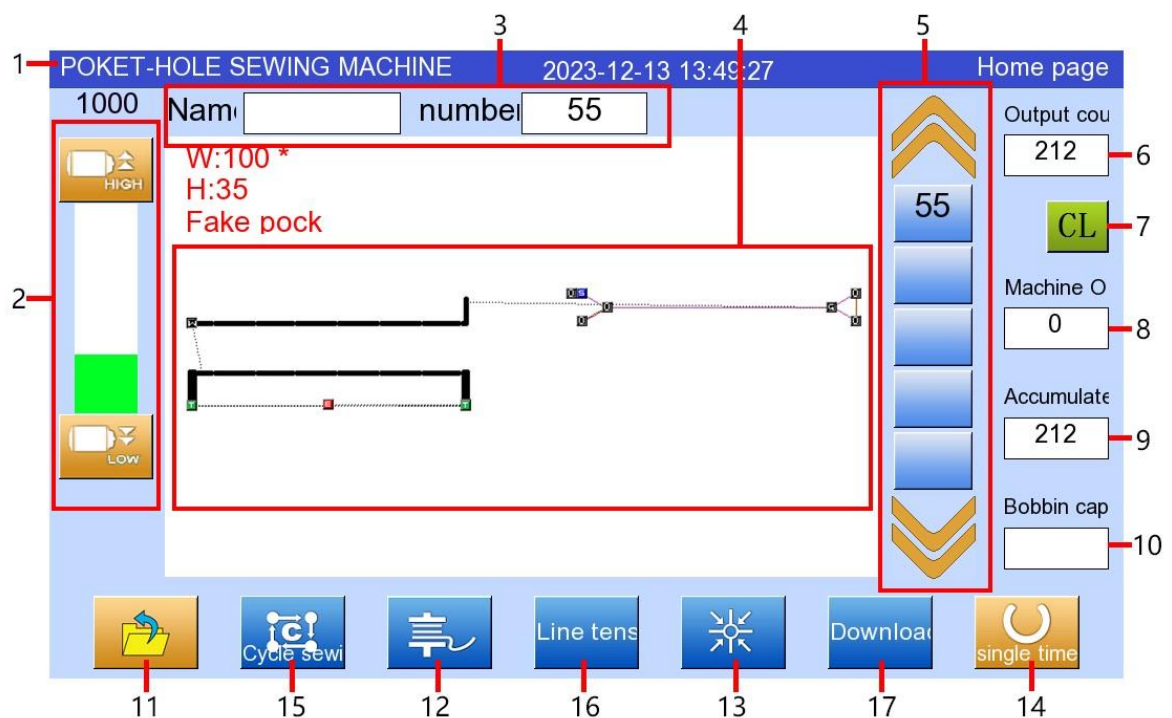 3 4 5
1 POKET-HOLE SEWING MACHINE 2023-12-13 13:49:27 Home page
1000 Nam number 55 Output cou
212 6
HIGH
W:100 *
H:35
Fake pock
55
CL 7
2
Machine O
0 8
Accumulate
212 9
LOW
Bobbin cap
10
Cycle sewi Line tens Download single time
11 15 12 16 13 17 14